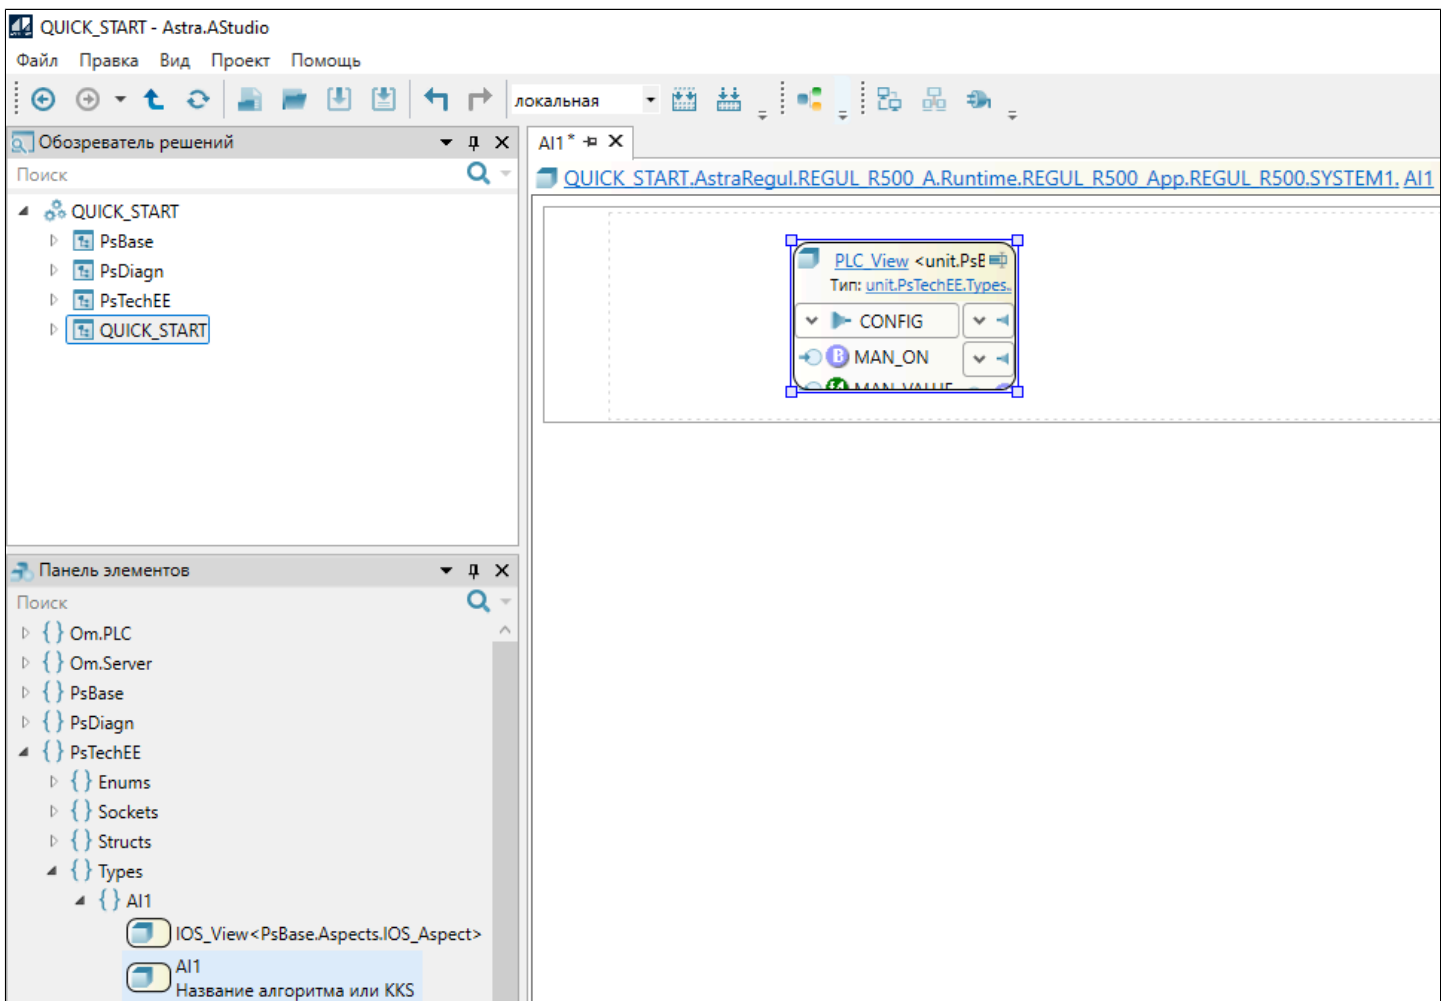 QUICK_START - Astra.AStudio
Файл Правка Вид Проект Помощь
локальная
Обозреватель решений
Поиск
QUICK_START
PsBase
PsDiagn
PsTechEE
QUICK_START
AI1*
QUICK_START.AstraRegul.REGUL_R500_A.Runtime.REGUL_R500_App.REGUL_R500.SYSTEM1. AI1
PLC_View <unit.PsB
Тип: unit.PsTechEE.Types.
CONFIG
B MAN_ON
MAN_VALUE
Панель элементов
Поиск
{ } Om.PLC
{ } Om.Server
{ } PsBase
{ } PsDiagn
{ } PsTechEE
{ } Enums
{ } Sockets
{ } Structs
{ } Types
{ } AI1
IOS_View<PsBase.Aspects.IOS_Aspect>
AI1
Название алгоритма или KKS